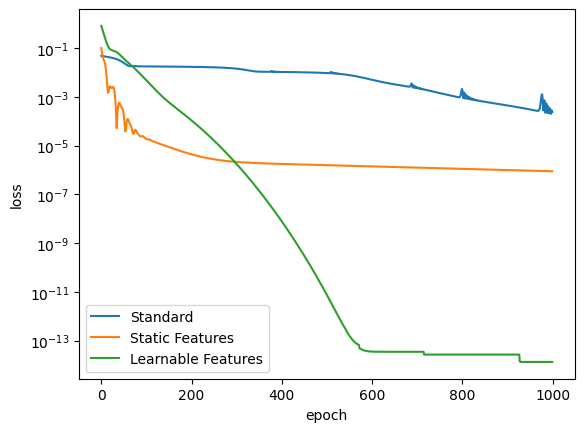 10⁻¹
10⁻³
10⁻⁵
10⁻⁷
10⁻⁹
10⁻¹¹
10⁻¹³
loss
Standard
Static Features
Learnable Features
0 200 400 600 800 1000
epoch